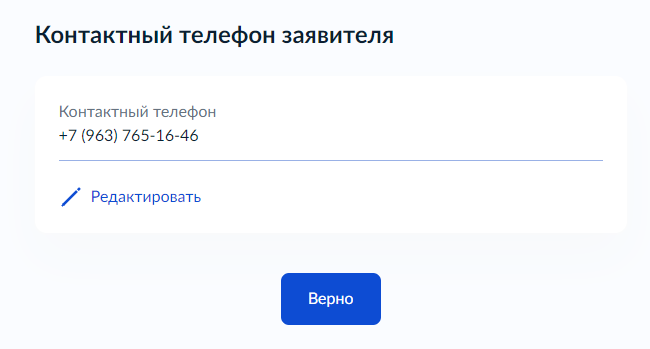 Контактный телефон заявителя
Контактный телефон
+7 (963) 765-16-46
Редактировать
Верно